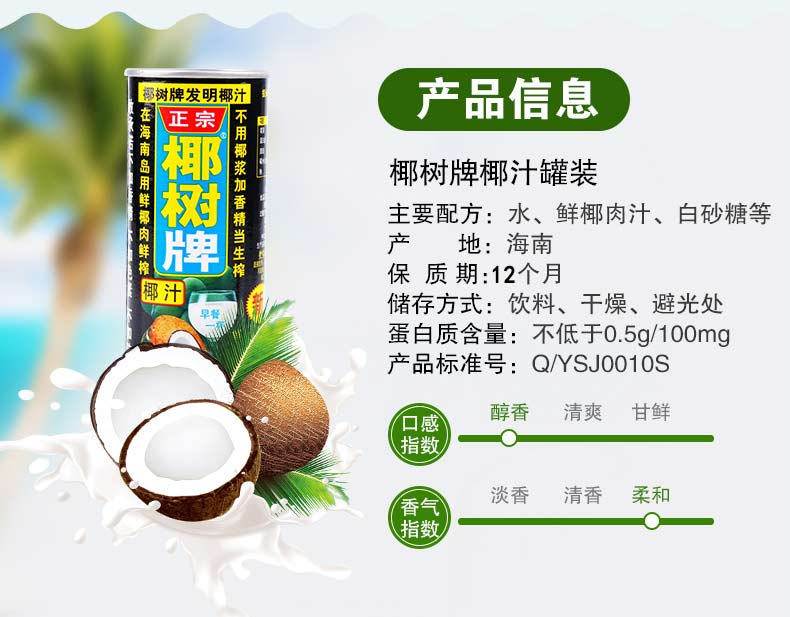 椰树牌发明椰汁
正宗
椰树牌
椰汁
在海南岛用鲜椰肉鲜榨
不用椰浆加香精当生榨
早餐
新
产品信息
椰树牌椰汁罐装
主要配方：水、鲜椰肉汁、白砂糖等
产 地：海南
保 质 期：12个月
储存方式：饮料、干燥、避光处
蛋白质含量：不低于0.5g/100mg
产品标准号：Q/YSJ0010S
口感指数
醇香 清爽 甘鲜
香气指数
淡香 清香 柔和